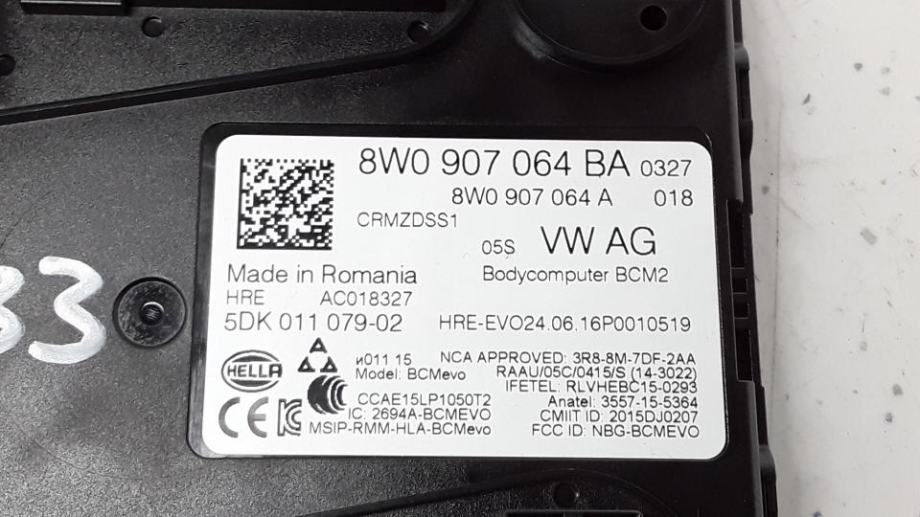 8W0 907 064 BA 0327
8W0 907 064 A 018
CRMZDSS1
05S VW AG
Made in Romania Bodycomputer BCM2
HRE AC018327
5DK 011 079-02 HRE-EVO24.06.16P0010519
HELLA
и011 15
Model: BCMevo
NCA APPROVED: 3R8-8M-7DF-2AA
RAAU/05C/0415/S (14-3022)
IFETEL: RLVHEBC15-0293
CCAE15LP1050T2 Anatel: 3557-15-5364
IC: 2694A-BCMEVO CMIIT ID: 2015DJ0207
MSIP-RMM-HLA-BCMevo FCC ID: NBG-BCMEVO
CE
33